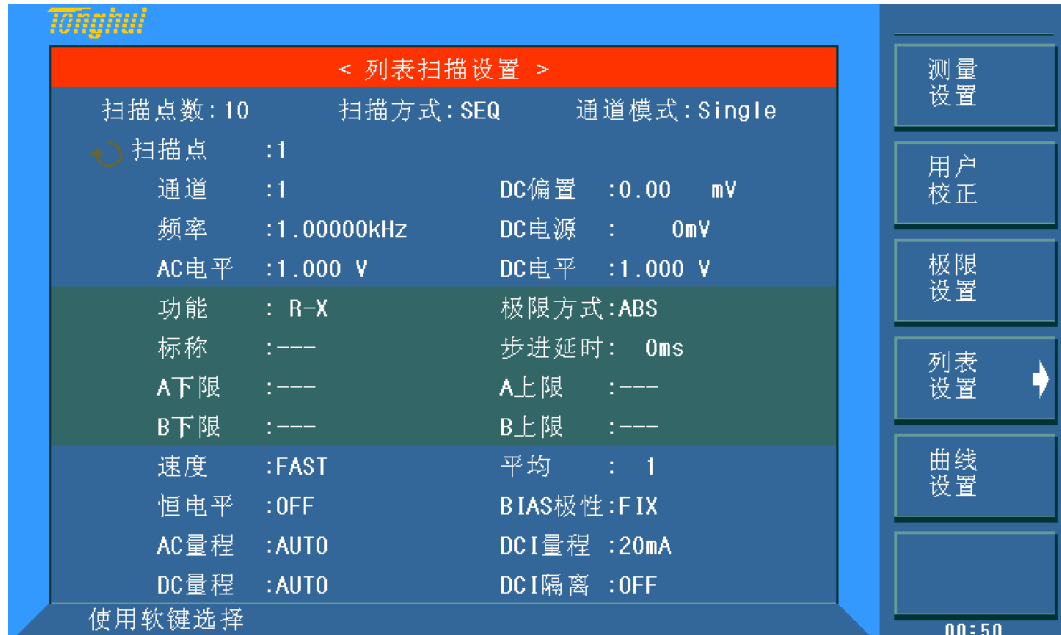 Tonghui
< 列表扫描设置 >
扫描点数:10 扫描方式:SEQ 通道模式:Single
扫描点 :1
通道 :1 DC偏置 :0.00 mV
频率 :1.00000kHz DC电源 : 0mV
AC电平 :1.000 V DC电平 :1.000 V
功能 : R-X 极限方式:ABS
标称 :--- 步进延时: 0ms
A下限 :--- A上限 :---
B下限 :--- B上限 :---
速度 :FAST 平均 : 1
恒电平 :OFF BIAS极性:FIX
AC量程 :AUTO DCI量程 :20mA
DC量程 :AUTO DCI隔离 :OFF
使用软键选择
测量
设置
用户
校正
极限
设置
列表
设置
曲线
设置
00:50